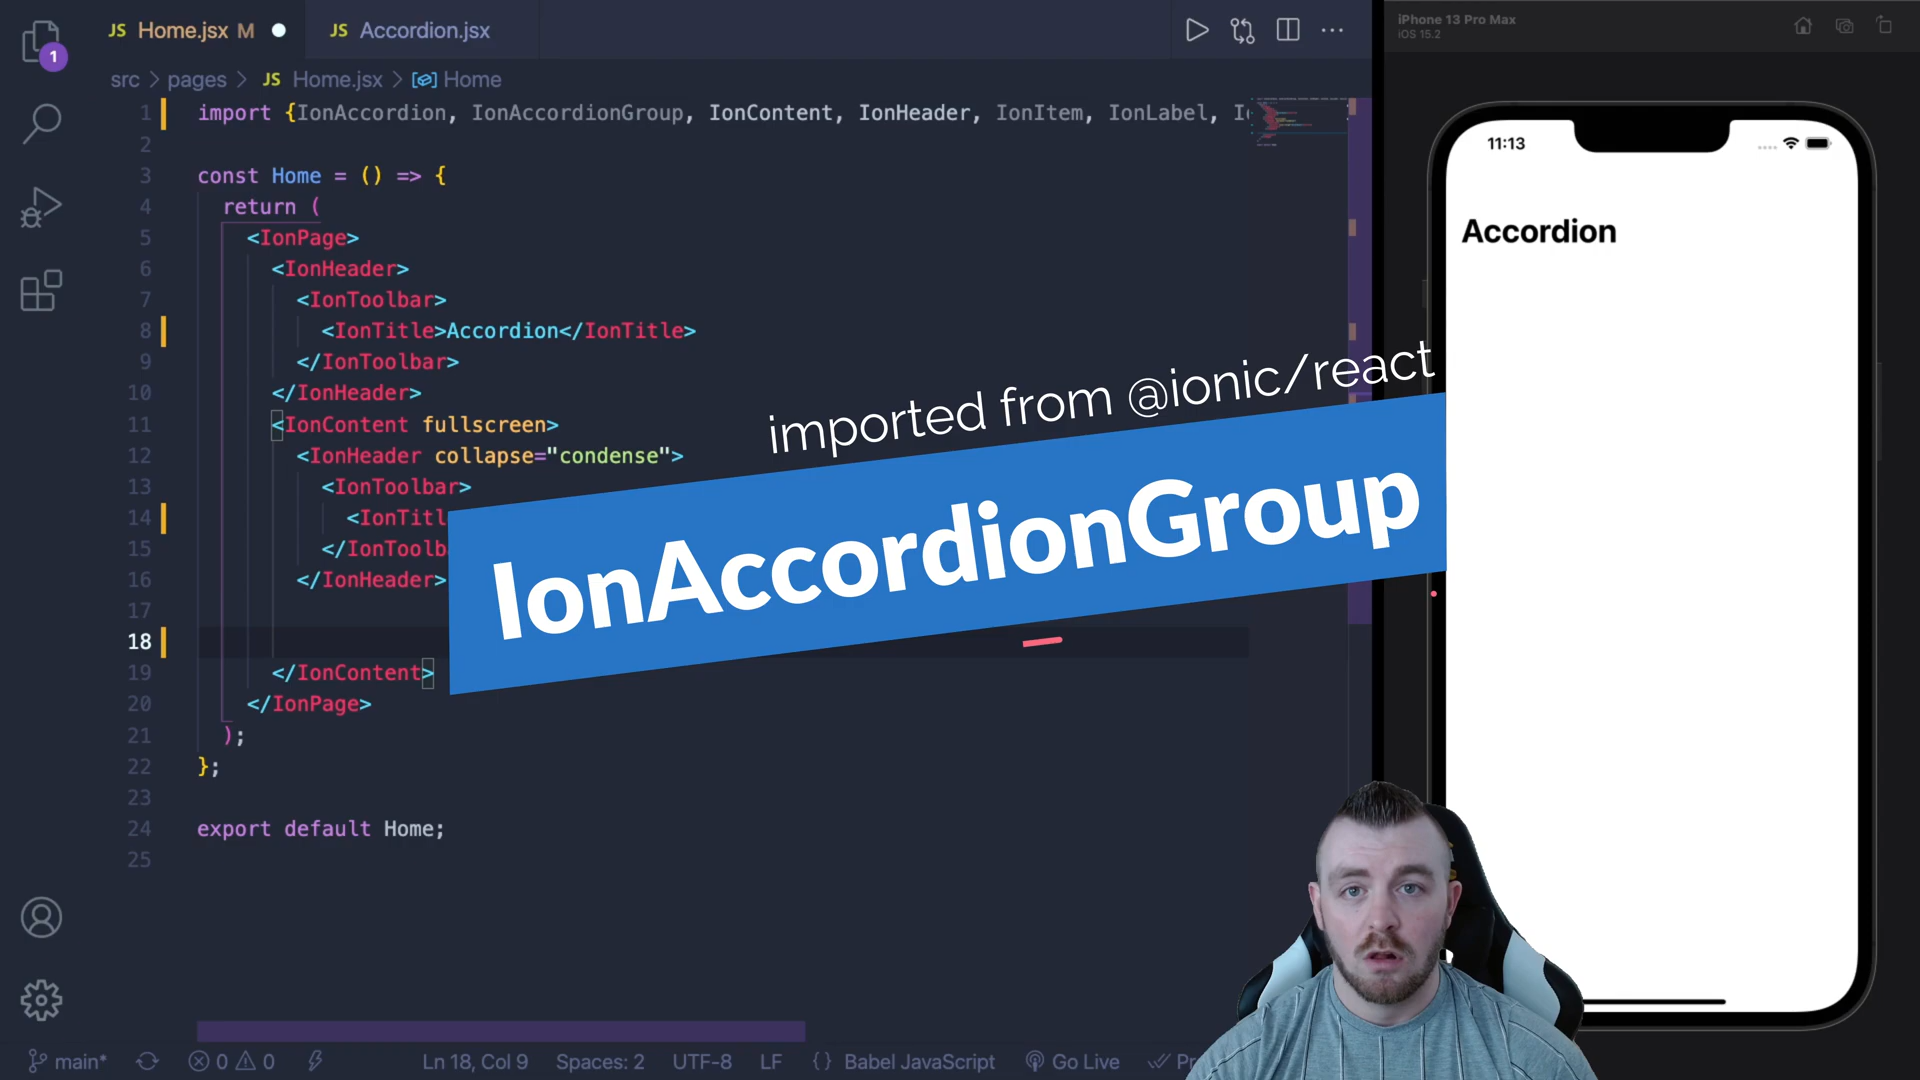 JS Home.jsx M
JS Accordion.jsx
1
src > pages > JS Home.jsx > Home
1 import {IonAccordion, IonAccordionGroup, IonContent, IonHeader, IonItem, IonLabel,
2
3 const Home = () => {
4 return (
5 <IonPage>
6 <IonHeader>
7 <IonToolbar>
8 <IonTitle>Accordion</IonTitle>
9 </IonToolbar>
10 </IonHeader>
11 <IonContent fullscreen>
12 <IonHeader collapse="condense">
13 <IonToolbar>
14 <IonTitl
15 </IonToolb
16 </IonHeader>
17
18
19 </IonContent>
20 </IonPage>
21 );
22 };
23
24 export default Home;
25
imported from @ionic/react
IonAccordionGroup
iPhone 13 Pro Max
iOS 15.2
11:13
Accordion
main* 0 0 Ln 18, Col 9 Spaces: 2 UTF-8 LF {} Babel JavaScript Go Live